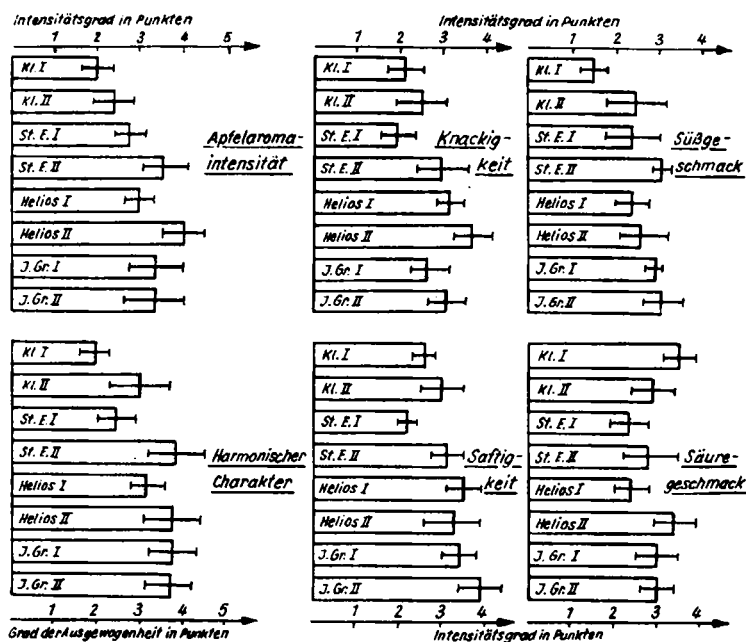 Intensitätsgrad in Punkten
1 2 3 4 5
Kl. I
Kl. II
St. E. I
St. E. II
Helios I
Helios II
J. Gr. I
J. Gr. II
Apfelaroma-
intensität
Intensitätsgrad in Punkten
1 2 3 4
Kl. I
Kl. II
St. E. I
St. E. II
Helios I
Helios II
J. Gr. I
J. Gr. II
Knackig-
keit
1 2 3 4
Kl. I
Kl. II
St. E. I
St. E. II
Helios I
Helios II
J. Gr. I
J. Gr. II
Süßge-
schmack
Kl. I
Kl. II
St. E. I
St. E. II
Helios I
Helios II
J. Gr. I
J. Gr. II
Harmonischer
Charakter
1 2 3 4 5
Grad der Ausgewogenheit in Punkten
Kl. I
Kl. II
St. E. I
St. E. II
Helios I
Helios II
J. Gr. I
J. Gr. II
Saftig-
keit
1 2 3 4
Kl. I
Kl. II
St. E. I
St. E. II
Helios I
Helios II
J. Gr. I
J. Gr. II
Säure-
geschmack
1 2 3 4
Intensitätsgrad in Punkten